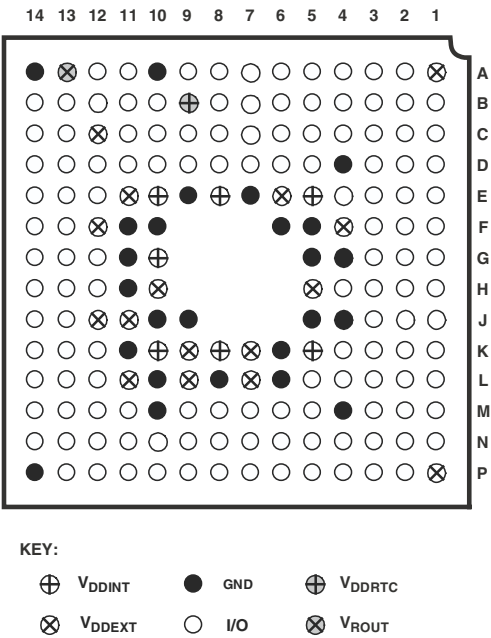 14 13 12 11 10 9 8 7 6 5 4 3 2 1
A
B
C
D
E
F
G
H
J
K
L
M
N
P
KEY:
VDDINT GND VDDRTC
VDDEXT I/O VROUT